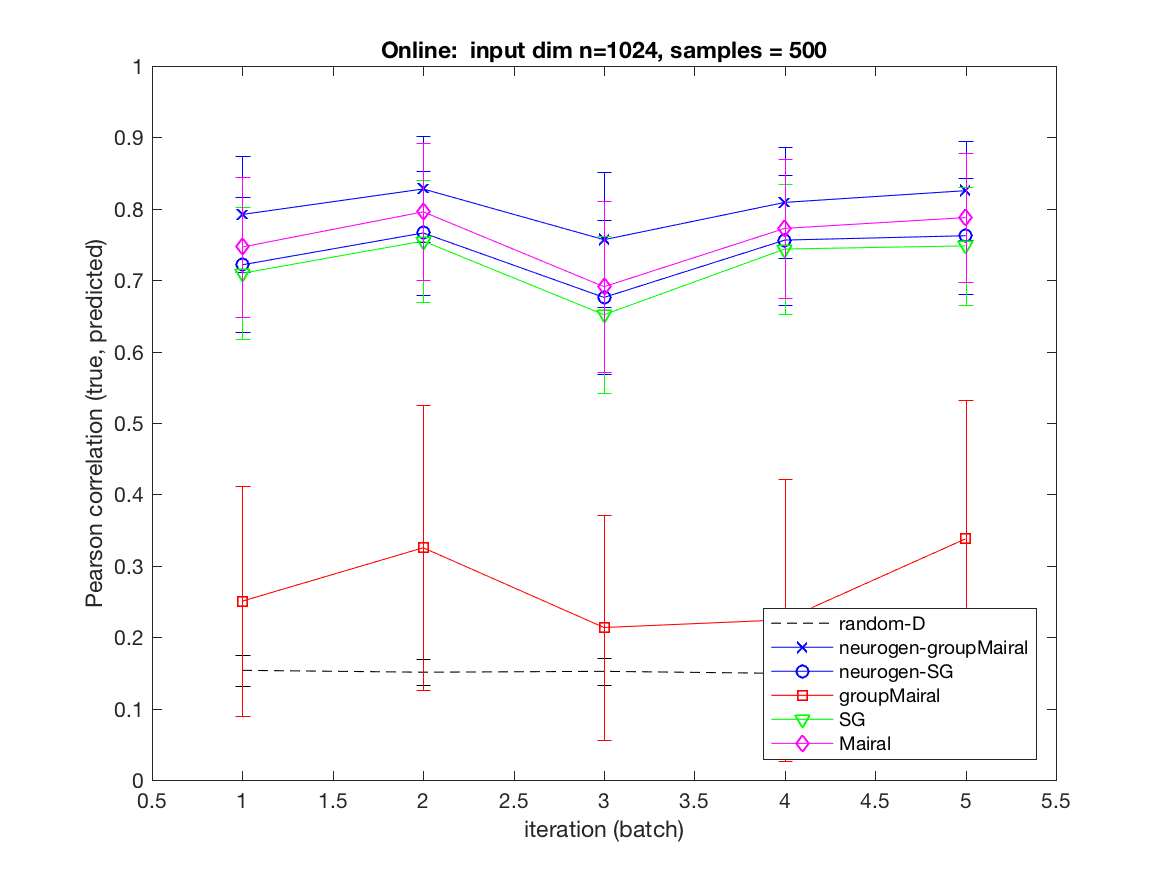 Online:  input dim n=1024, samples = 500
Pearson correlation (true, predicted)
1
0.9
0.8
0.7
0.6
0.5
0.4
0.3
0.2
0.1
0
random-D
neurogen-groupMairal
neurogen-SG
groupMairal
SG
Mairal
0.5 1 1.5 2 2.5 3 3.5 4 4.5 5 5.5
iteration (batch)